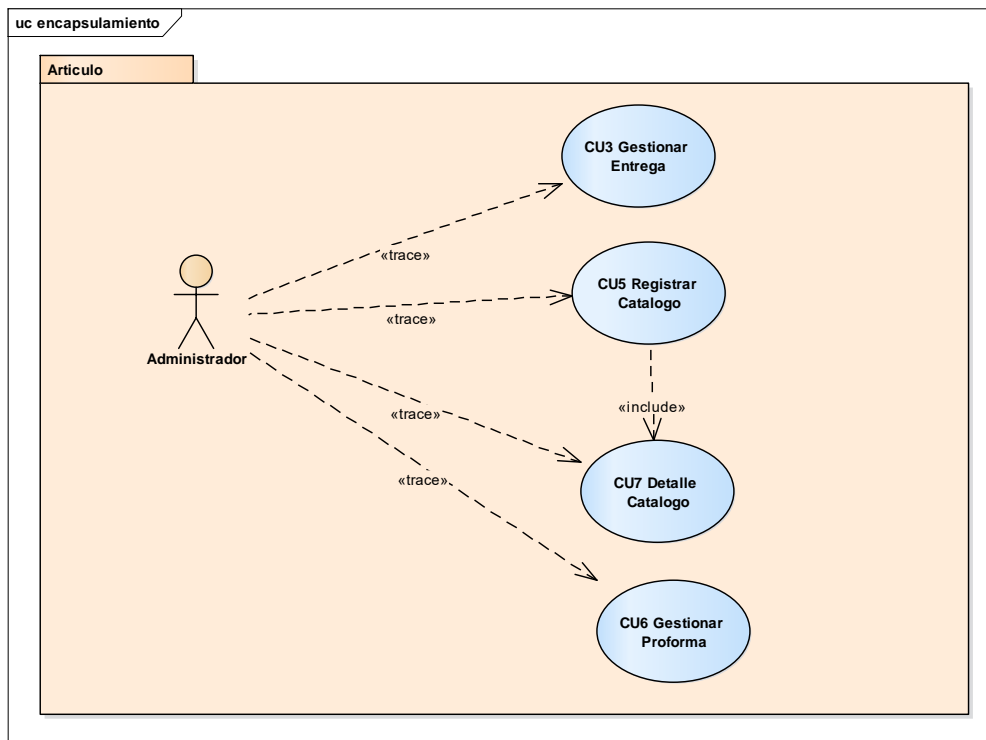 uc encapsulamiento
Articulo
CU3 Gestionar
Entrega
«trace»
CU5 Registrar
Catalogo
«trace»
Administrador
«include»
«trace»
CU7 Detalle
Catalogo
«trace»
CU6 Gestionar
Proforma